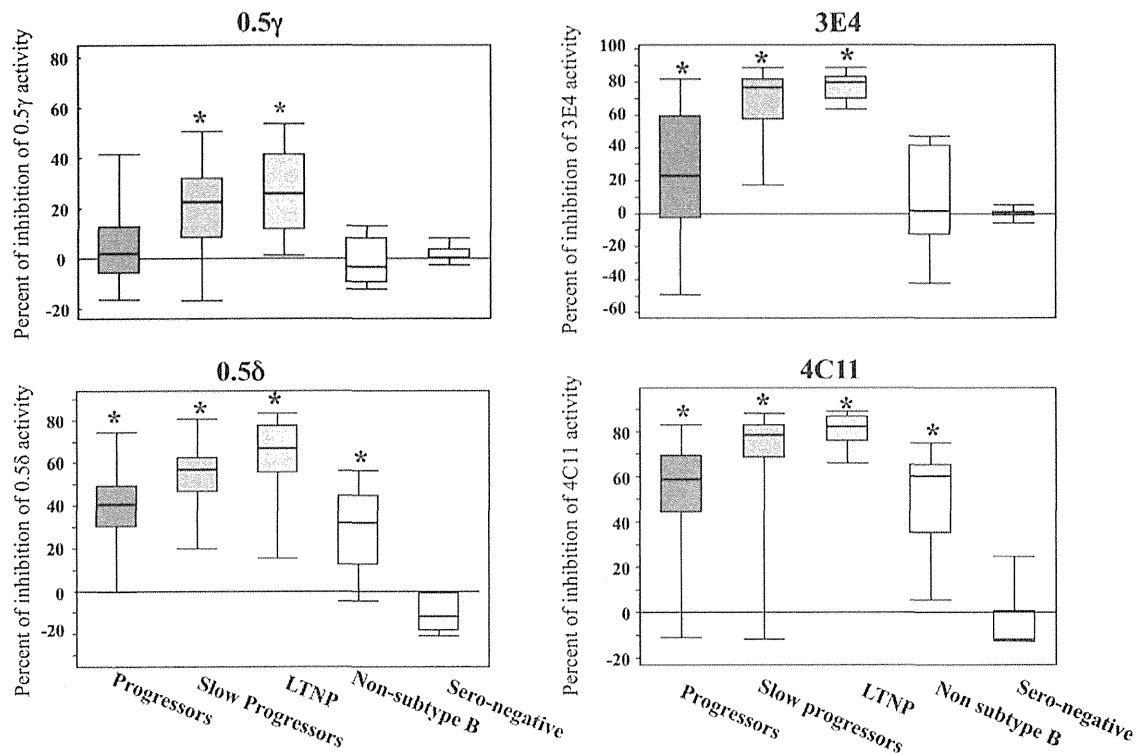 0.5γ
Percent of inhibition of 0.5γ activity
80
60
40
20
0
-20
*
*
3E4
Percent of inhibition of 3E4 activity
100
80
60
40
20
0
-20
-40
-60
*
*
*
0.5δ
Percent of inhibition of 0.5δ activity
80
60
40
20
0
-20
*
*
*
*
Progressors
Slow Progressors
LTNP
Non-subtype B
Sero-negative
4C11
Percent of inhibition of 4C11 activity
80
60
40
20
0
-20
*
*
*
*
Progressors
Slow progressors
LTNP
Non subtype B
Sero-negative